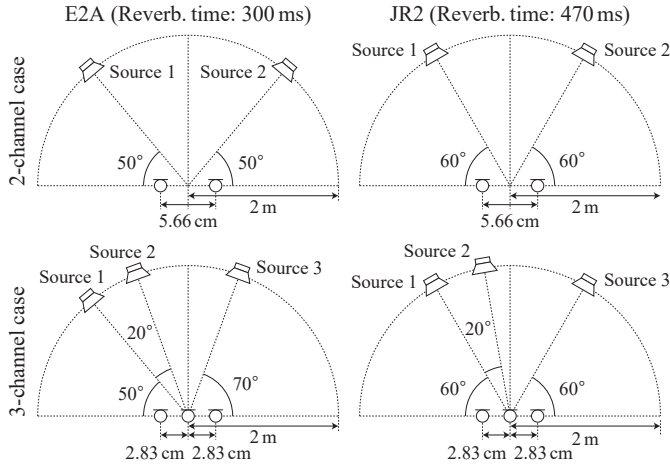 E2A (Reverb. time: 300 ms)
JR2 (Reverb. time: 470 ms)
2-channel case
Source 1
Source 2
50°
50°
2 m
5.66 cm
Source 1
Source 2
60°
60°
2 m
5.66 cm
3-channel case
Source 2
Source 1
Source 3
20°
50°
70°
2 m
2.83 cm 2.83 cm
Source 2
Source 1
Source 3
20°
60°
60°
2 m
2.83 cm 2.83 cm